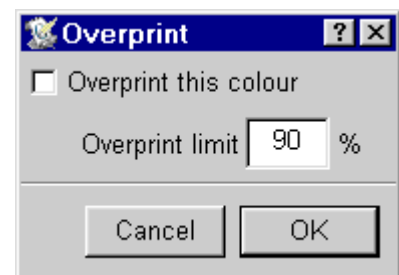 Overprint ? ×
Overprint this colour
Overprint limit 90 %
Cancel OK